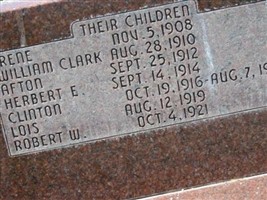 THEIR CHILDREN
RENE NOV. 5, 1908
WILLIAM CLARK AUG. 28, 1910
AFTON SEPT. 25, 1912
HERBERT E. SEPT. 14, 1914
CLINTON OCT. 19, 1916-AUG. 7, 19
LOIS AUG. 12, 1919
ROBERT W. OCT. 4, 1921